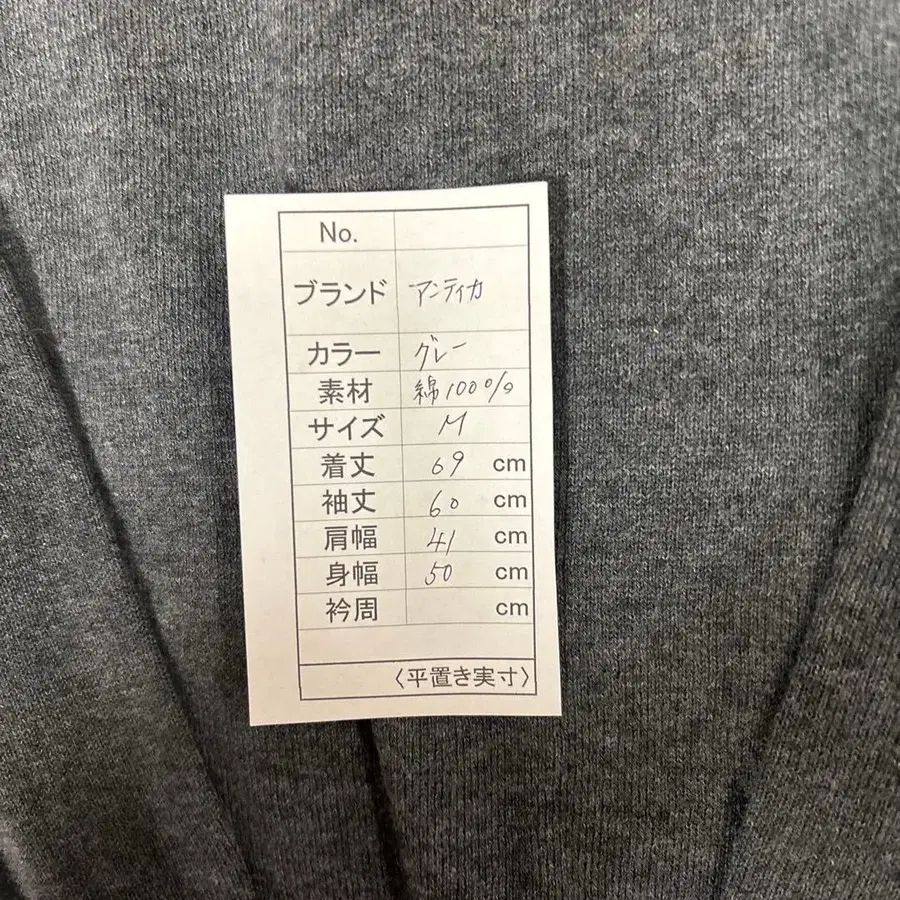 No.
ブランド アンティカ
カラー グレー
素材 綿100%
サイズ M
着丈 69 cm
袖丈 60 cm
肩幅 41 cm
身幅 50 cm
衿周 cm
〈平置き実寸〉